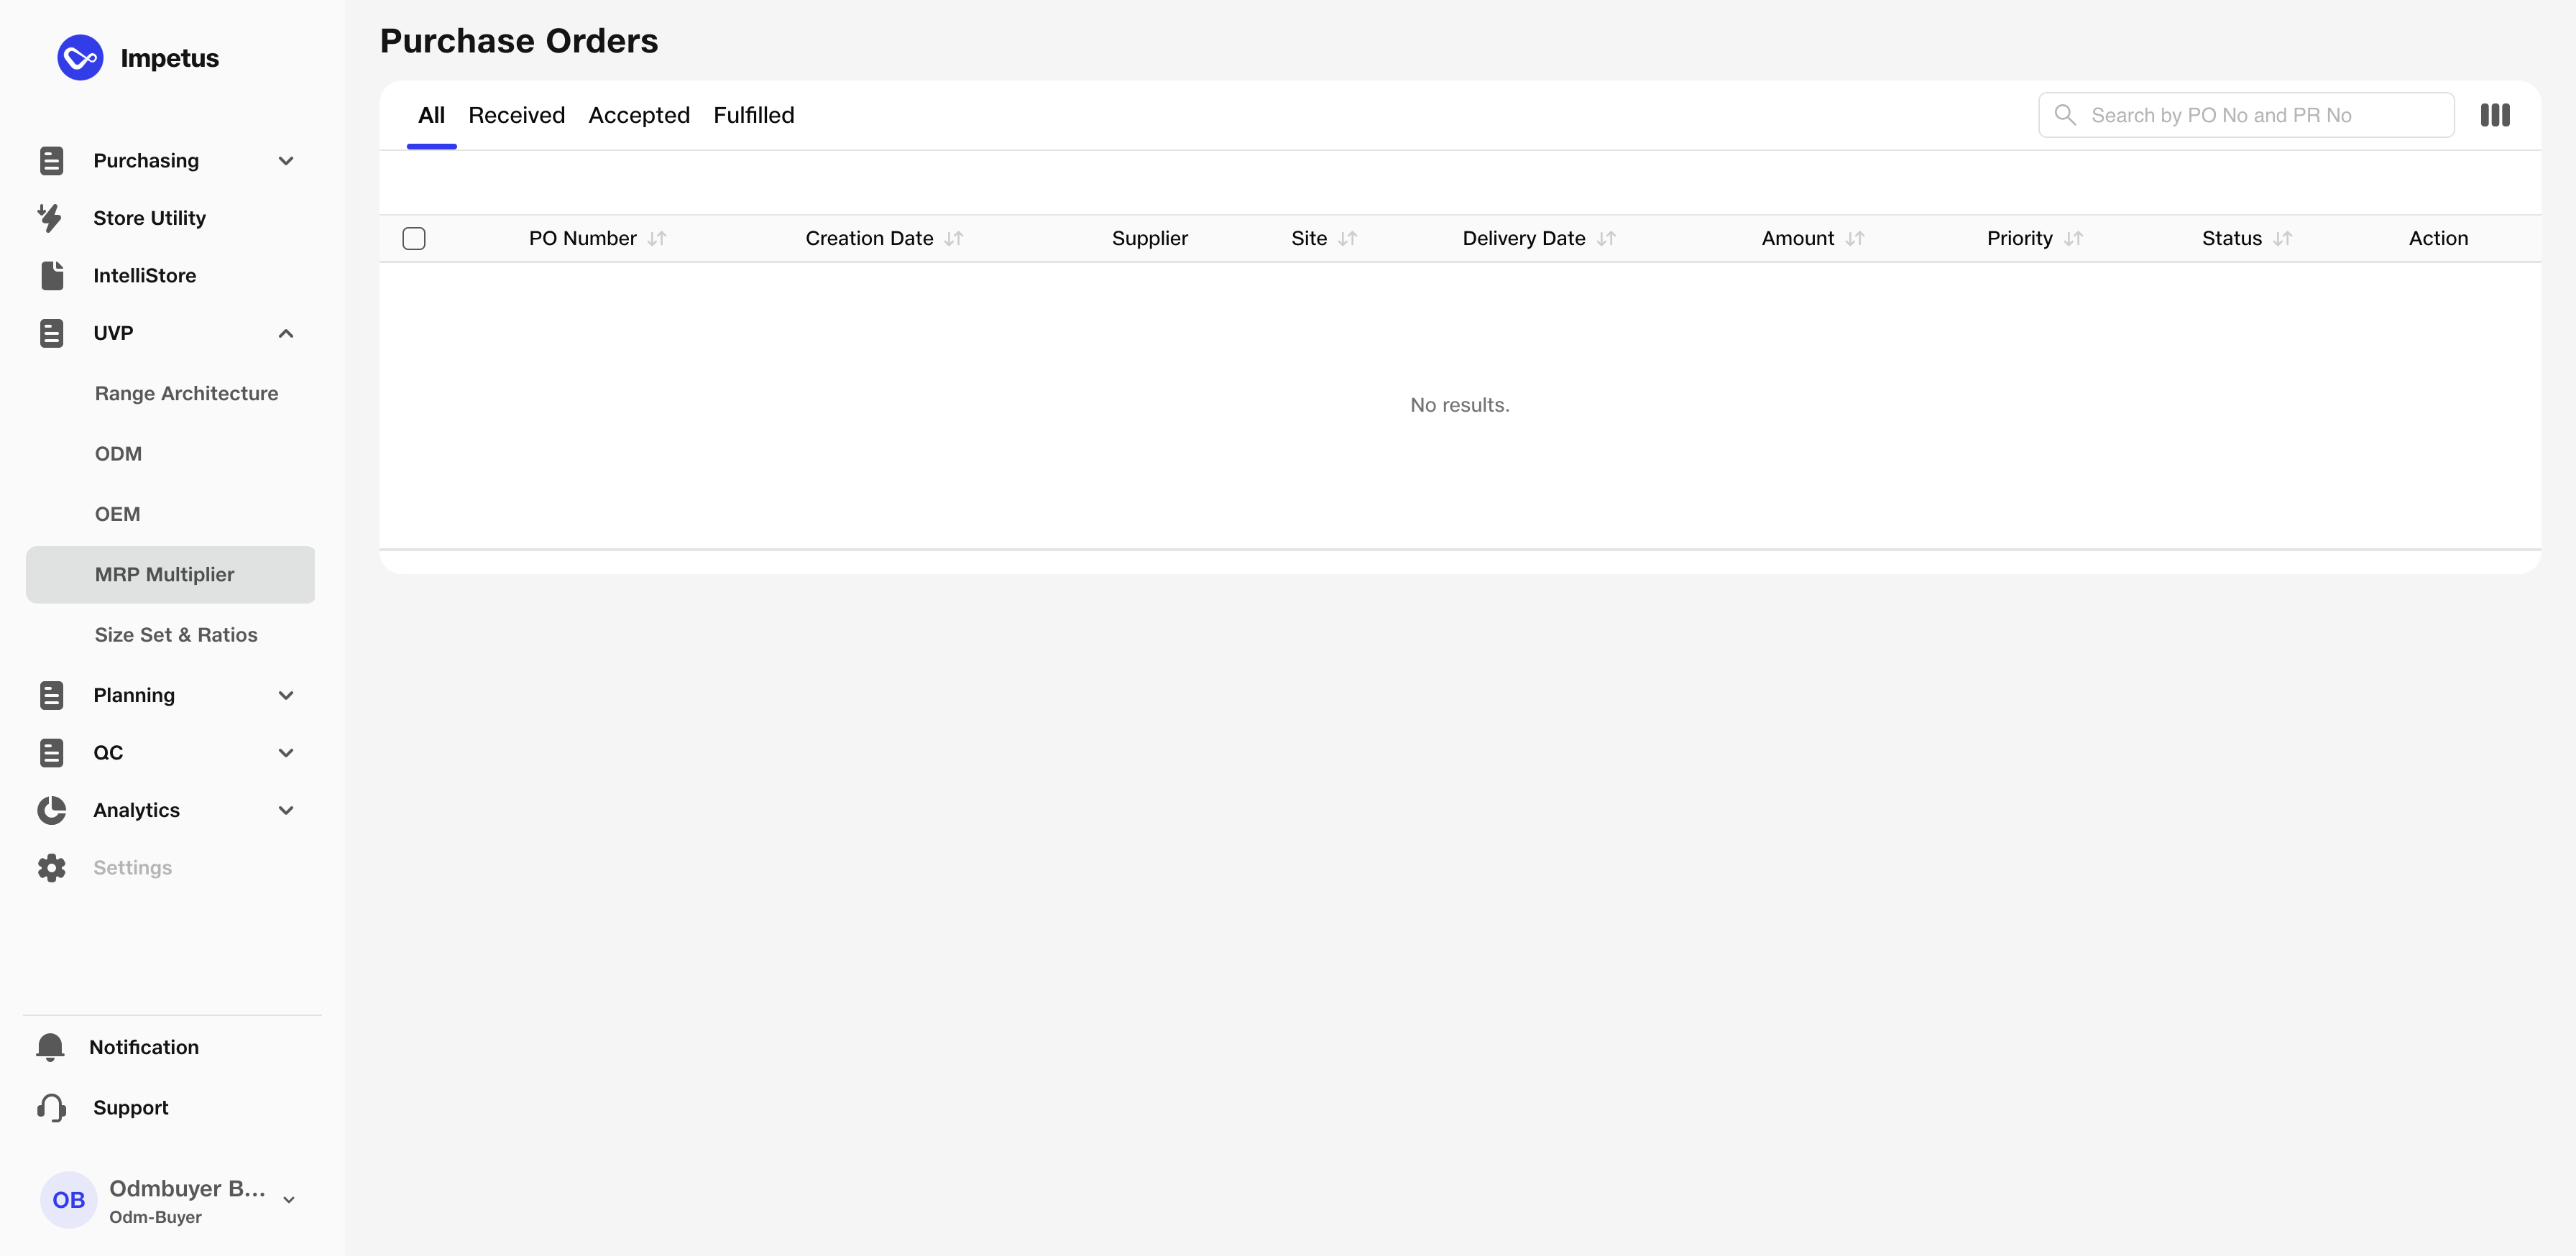 Impetus
Purchasing
Store Utility
IntelliStore
UVP
Range Architecture
ODM
OEM
MRP Multiplier
Size Set & Ratios
Planning
QC
Analytics
Settings
Notification
Support
OB
Odmbuyer B...
Odm-Buyer
Purchase Orders
All Received Accepted Fulfilled
Search by PO No and PR No
PO Number Creation Date Supplier Site Delivery Date Amount Priority Status Action
No results.